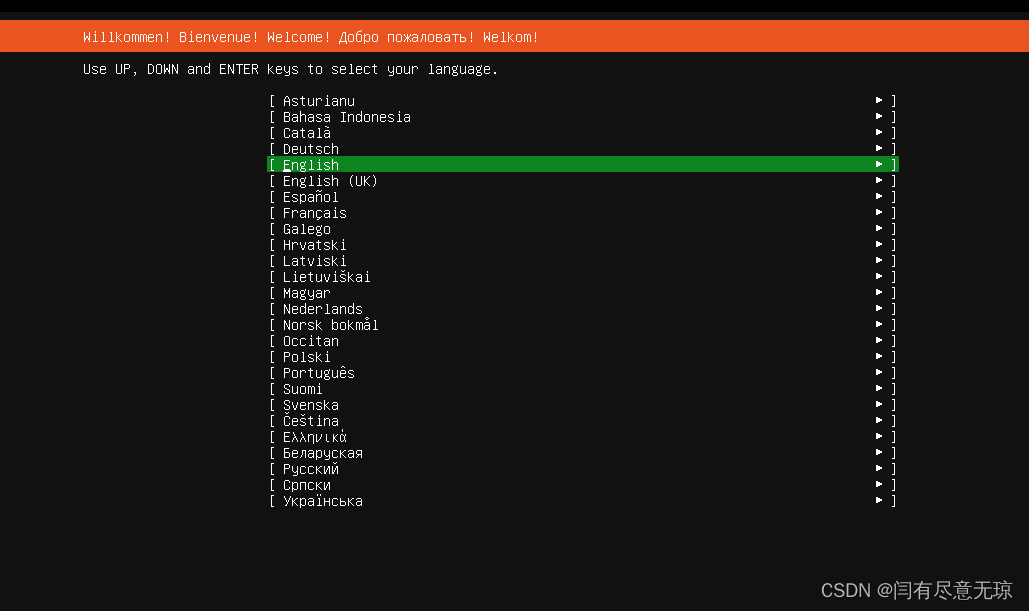 Willkommen! Bienvenue! Welcome! Добро пожаловать! Welkom!
Use UP, DOWN and ENTER keys to select your language.
[ Asturianu ► ]
[ Bahasa Indonesia ► ]
[ Català ► ]
[ Deutsch ► ]
[ English ► ]
[ English (UK) ► ]
[ Español ► ]
[ Français ► ]
[ Galego ► ]
[ Hrvatski ► ]
[ Latviski ► ]
[ Lietuviškai ► ]
[ Magyar ► ]
[ Nederlands ► ]
[ Norsk bokmål ► ]
[ Occitan ► ]
[ Polski ► ]
[ Português ► ]
[ Suomi ► ]
[ Svenska ► ]
[ Čeština ► ]
[ Ελληνικά ► ]
[ Беларуская ► ]
[ Русский ► ]
[ Српски ► ]
[ Українська ► ]
CSDN @闫有尽意无琼